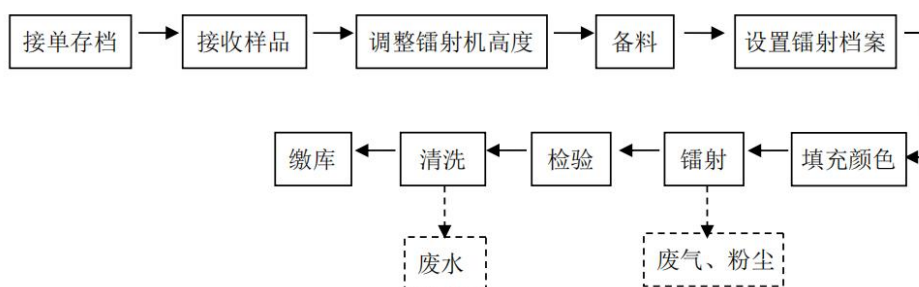 接单存档
接收样品
调整镭射机高度
备料
设置镭射档案
填充颜色
镭射
检验
清洗
缴库
废气、粉尘
废水